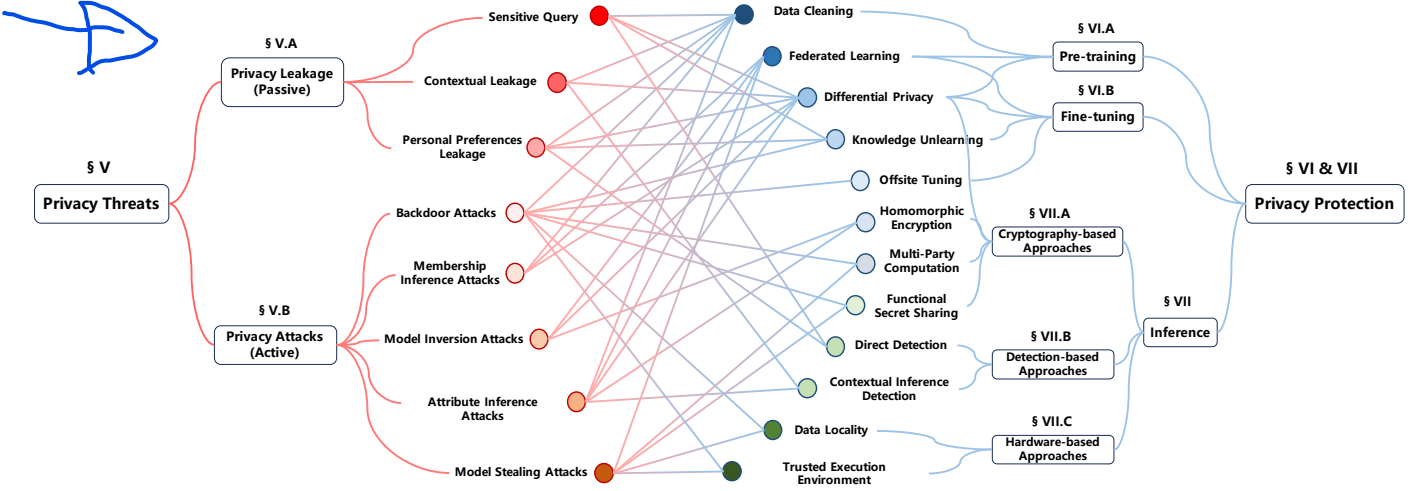 § V
Privacy Threats
§ V.A
Privacy Leakage
(Passive)
§ V.B
Privacy Attacks
(Active)
Sensitive Query
Contextual Leakage
Personal Preferences
Leakage
Backdoor Attacks
Membership
Inference Attacks
Model Inversion Attacks
Attribute Inference
Attacks
Model Stealing Attacks
Data Cleaning
Federated Learning
Differential Privacy
Knowledge Unlearning
Offsite Tuning
Homomorphic
Encryption
Multi-Party
Computation
Functional
Secret Sharing
Direct Detection
Contextual Inference
Detection
Data Locality
Trusted Execution
Environment
§ VI.A
Pre-training
§ VI.B
Fine-tuning
§ VII.A
Cryptography-based
Approaches
§ VII.B
Detection-based
Approaches
§ VII.C
Hardware-based
Approaches
§ VII
Inference
§ VI & VII
Privacy Protection